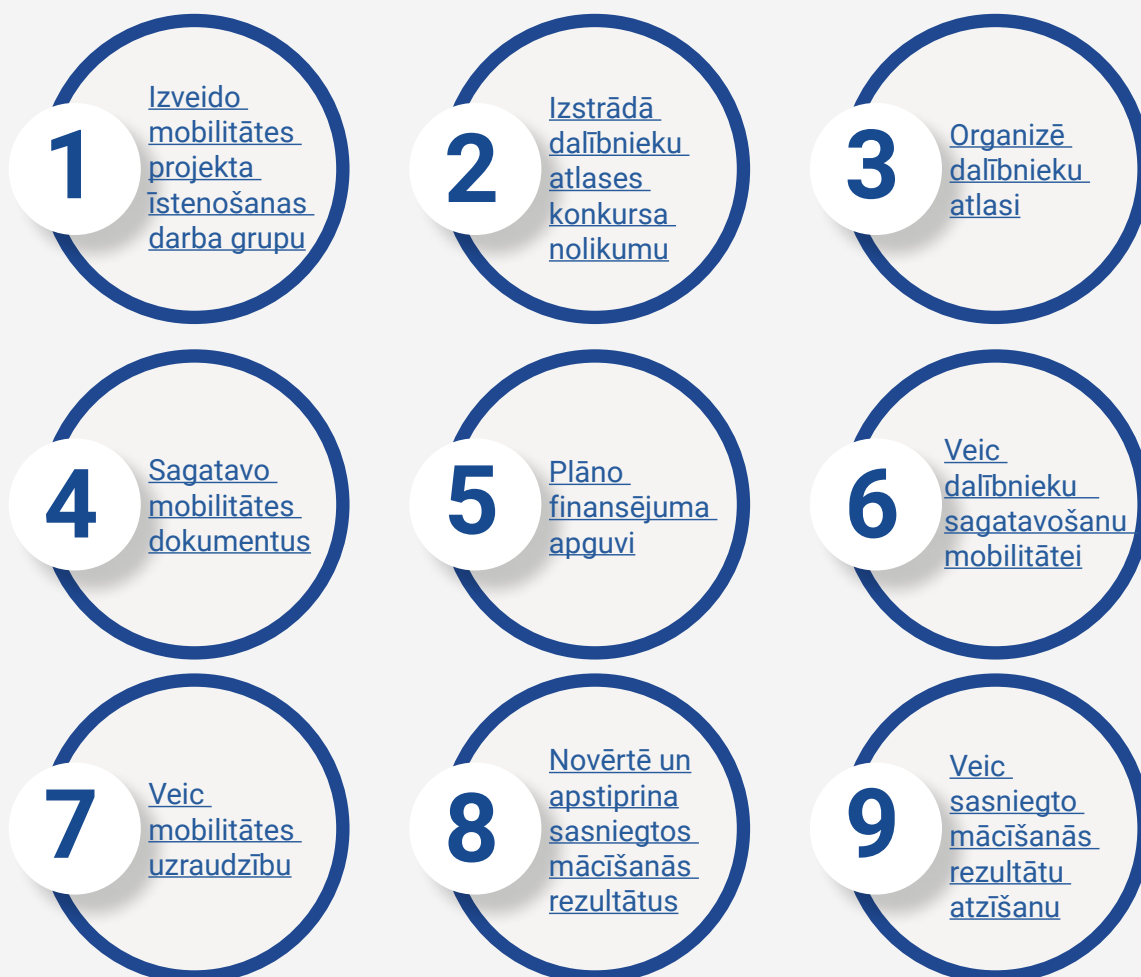 1
Izveido
mobilitātes
projekta
īstenošanas
darba grupu
2
Izstrādā
dalībnieku
atlases
konkursa
nolikumu
3
Organizē
dalībnieku
atlasi
4
Sagatavo
mobilitātes
dokumentus
5
Plāno
finansējuma
apguvi
6
Veic
dalībnieku
sagatavošanu
mobilitātei
7
Veic
mobilitātes
uzraudzību
8
Novērtē un
apstiprina
sasniegtos
mācīšanās
rezultātus
9
Veic
sasniegto
mācīšanās
rezultātu
atzīšanu